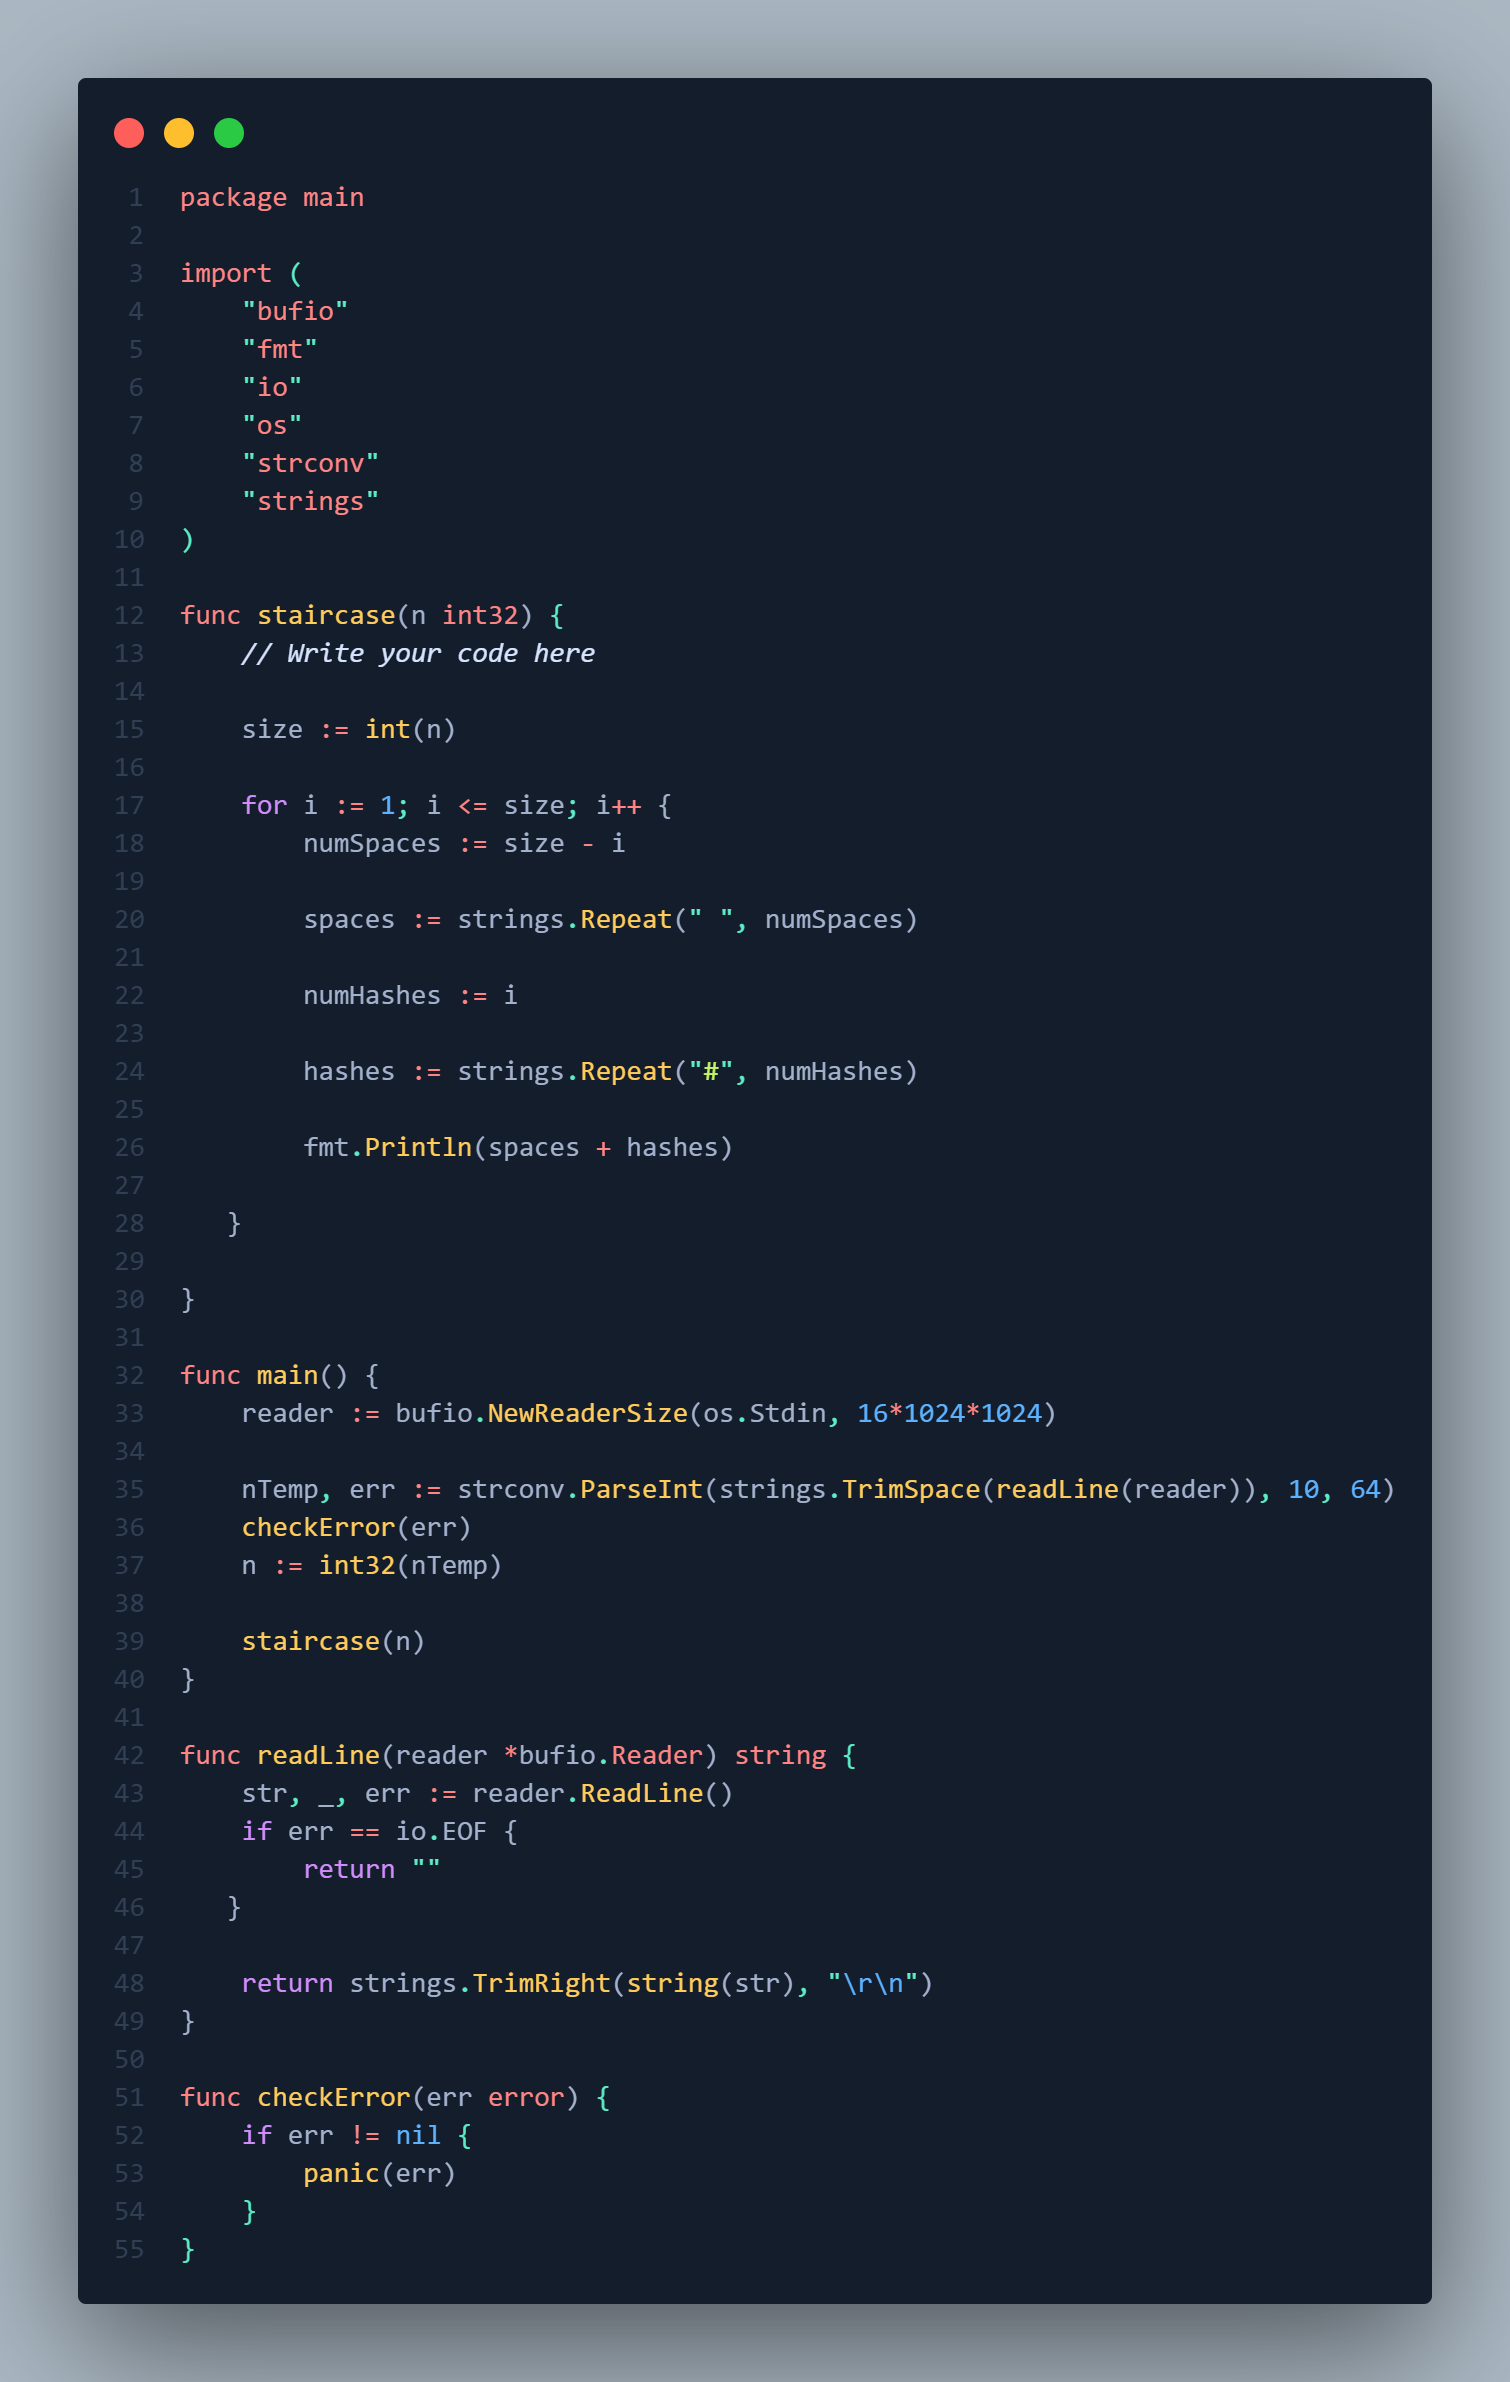 1 package main
2
3 import (
4     "bufio"
5     "fmt"
6     "io"
7     "os"
8     "strconv"
9     "strings"
10 )
11
12 func staircase(n int32) {
13     // Write your code here
14
15     size := int(n)
16
17     for i := 1; i <= size; i++ {
18         numSpaces := size - i
19
20         spaces := strings.Repeat(" ", numSpaces)
21
22         numHashes := i
23
24         hashes := strings.Repeat("#", numHashes)
25
26         fmt.Println(spaces + hashes)
27
28    }
29
30 }
31
32 func main() {
33     reader := bufio.NewReaderSize(os.Stdin, 16*1024*1024)
34
35     nTemp, err := strconv.ParseInt(strings.TrimSpace(readLine(reader)), 10, 64)
36     checkError(err)
37     n := int32(nTemp)
38
39     staircase(n)
40 }
41
42 func readLine(reader *bufio.Reader) string {
43     str, _, err := reader.ReadLine()
44     if err == io.EOF {
45         return ""
46    }
47
48     return strings.TrimRight(string(str), "\r\n")
49 }
50
51 func checkError(err error) {
52     if err != nil {
53         panic(err)
54     }
55 }